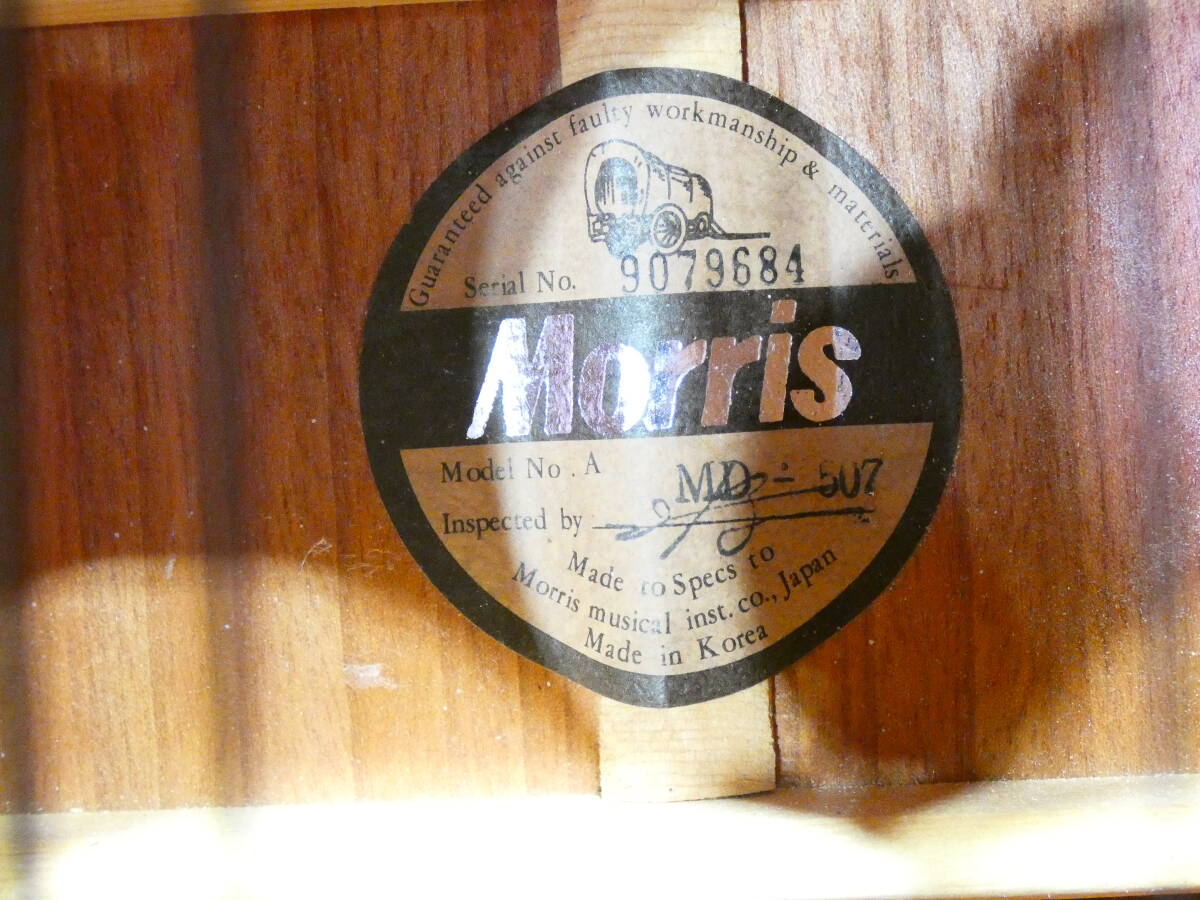 Guaranteed against faulty workmanship & materials
Serial No. 9079684
Morris
Model No. A MD-507
Inspected by
Made to Specs to
Morris musical inst. co., Japan
Made in Korea